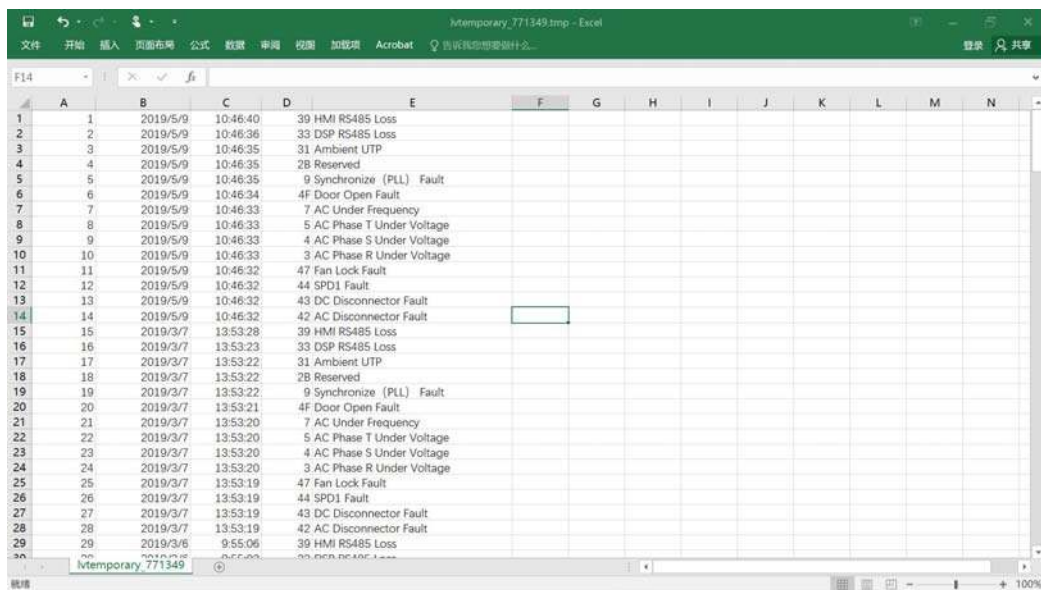 lvtemporary_771349.tmp - Excel
文件 开始 插入 页面布局 公式 数据 审阅 视图 加载项 Acrobat 告诉我您想要做什么... 登录 共享
F14 fx
A B C D E F G H I J K L M N
1 1 2019/5/9 10:46:40 39 HMI RS485 Loss
2 2 2019/5/9 10:46:36 33 DSP RS485 Loss
3 3 2019/5/9 10:46:35 31 Ambient UTP
4 4 2019/5/9 10:46:35 2B Reserved
5 5 2019/5/9 10:46:35 9 Synchronize（PLL） Fault
6 6 2019/5/9 10:46:34 4F Door Open Fault
7 7 2019/5/9 10:46:33 7 AC Under Frequency
8 8 2019/5/9 10:46:33 5 AC Phase T Under Voltage
9 9 2019/5/9 10:46:33 4 AC Phase S Under Voltage
10 10 2019/5/9 10:46:33 3 AC Phase R Under Voltage
11 11 2019/5/9 10:46:32 47 Fan Lock Fault
12 12 2019/5/9 10:46:32 44 SPD1 Fault
13 13 2019/5/9 10:46:32 43 DC Disconnector Fault
14 14 2019/5/9 10:46:32 42 AC Disconnector Fault
15 15 2019/3/7 13:53:28 39 HMI RS485 Loss
16 16 2019/3/7 13:53:23 33 DSP RS485 Loss
17 17 2019/3/7 13:53:22 31 Ambient UTP
18 18 2019/3/7 13:53:22 2B Reserved
19 19 2019/3/7 13:53:22 9 Synchronize（PLL） Fault
20 20 2019/3/7 13:53:21 4F Door Open Fault
21 21 2019/3/7 13:53:20 7 AC Under Frequency
22 22 2019/3/7 13:53:20 5 AC Phase T Under Voltage
23 23 2019/3/7 13:53:20 4 AC Phase S Under Voltage
24 24 2019/3/7 13:53:20 3 AC Phase R Under Voltage
25 25 2019/3/7 13:53:19 47 Fan Lock Fault
26 26 2019/3/7 13:53:19 44 SPD1 Fault
27 27 2019/3/7 13:53:19 43 DC Disconnector Fault
28 28 2019/3/7 13:53:19 42 AC Disconnector Fault
29 29 2019/3/6 9:55:06 39 HMI RS485 Loss
lvtemporary_771349
就绪 100%